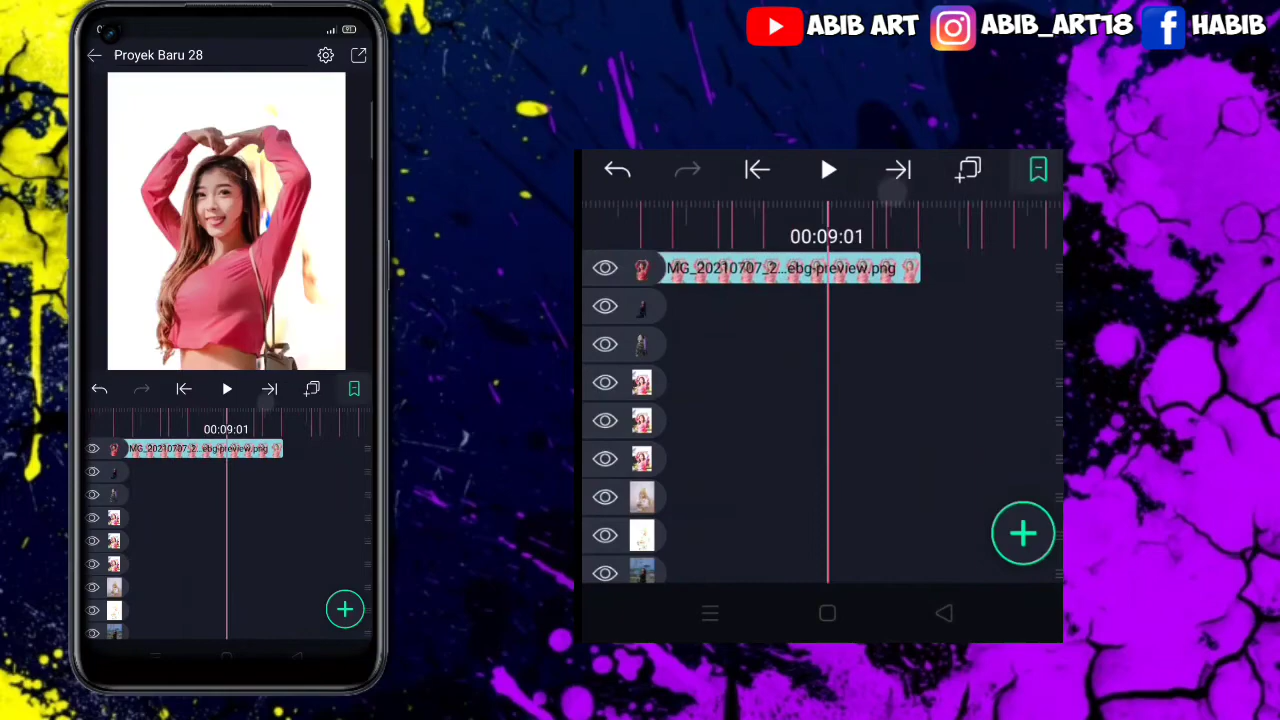 ABIB ART ABIB_ART18 HABIB
Proyek Baru 28
00:09:01
MG_20210707_2...ebg-preview.png
00:09:01
MG_20210707_2...ebg-preview.png